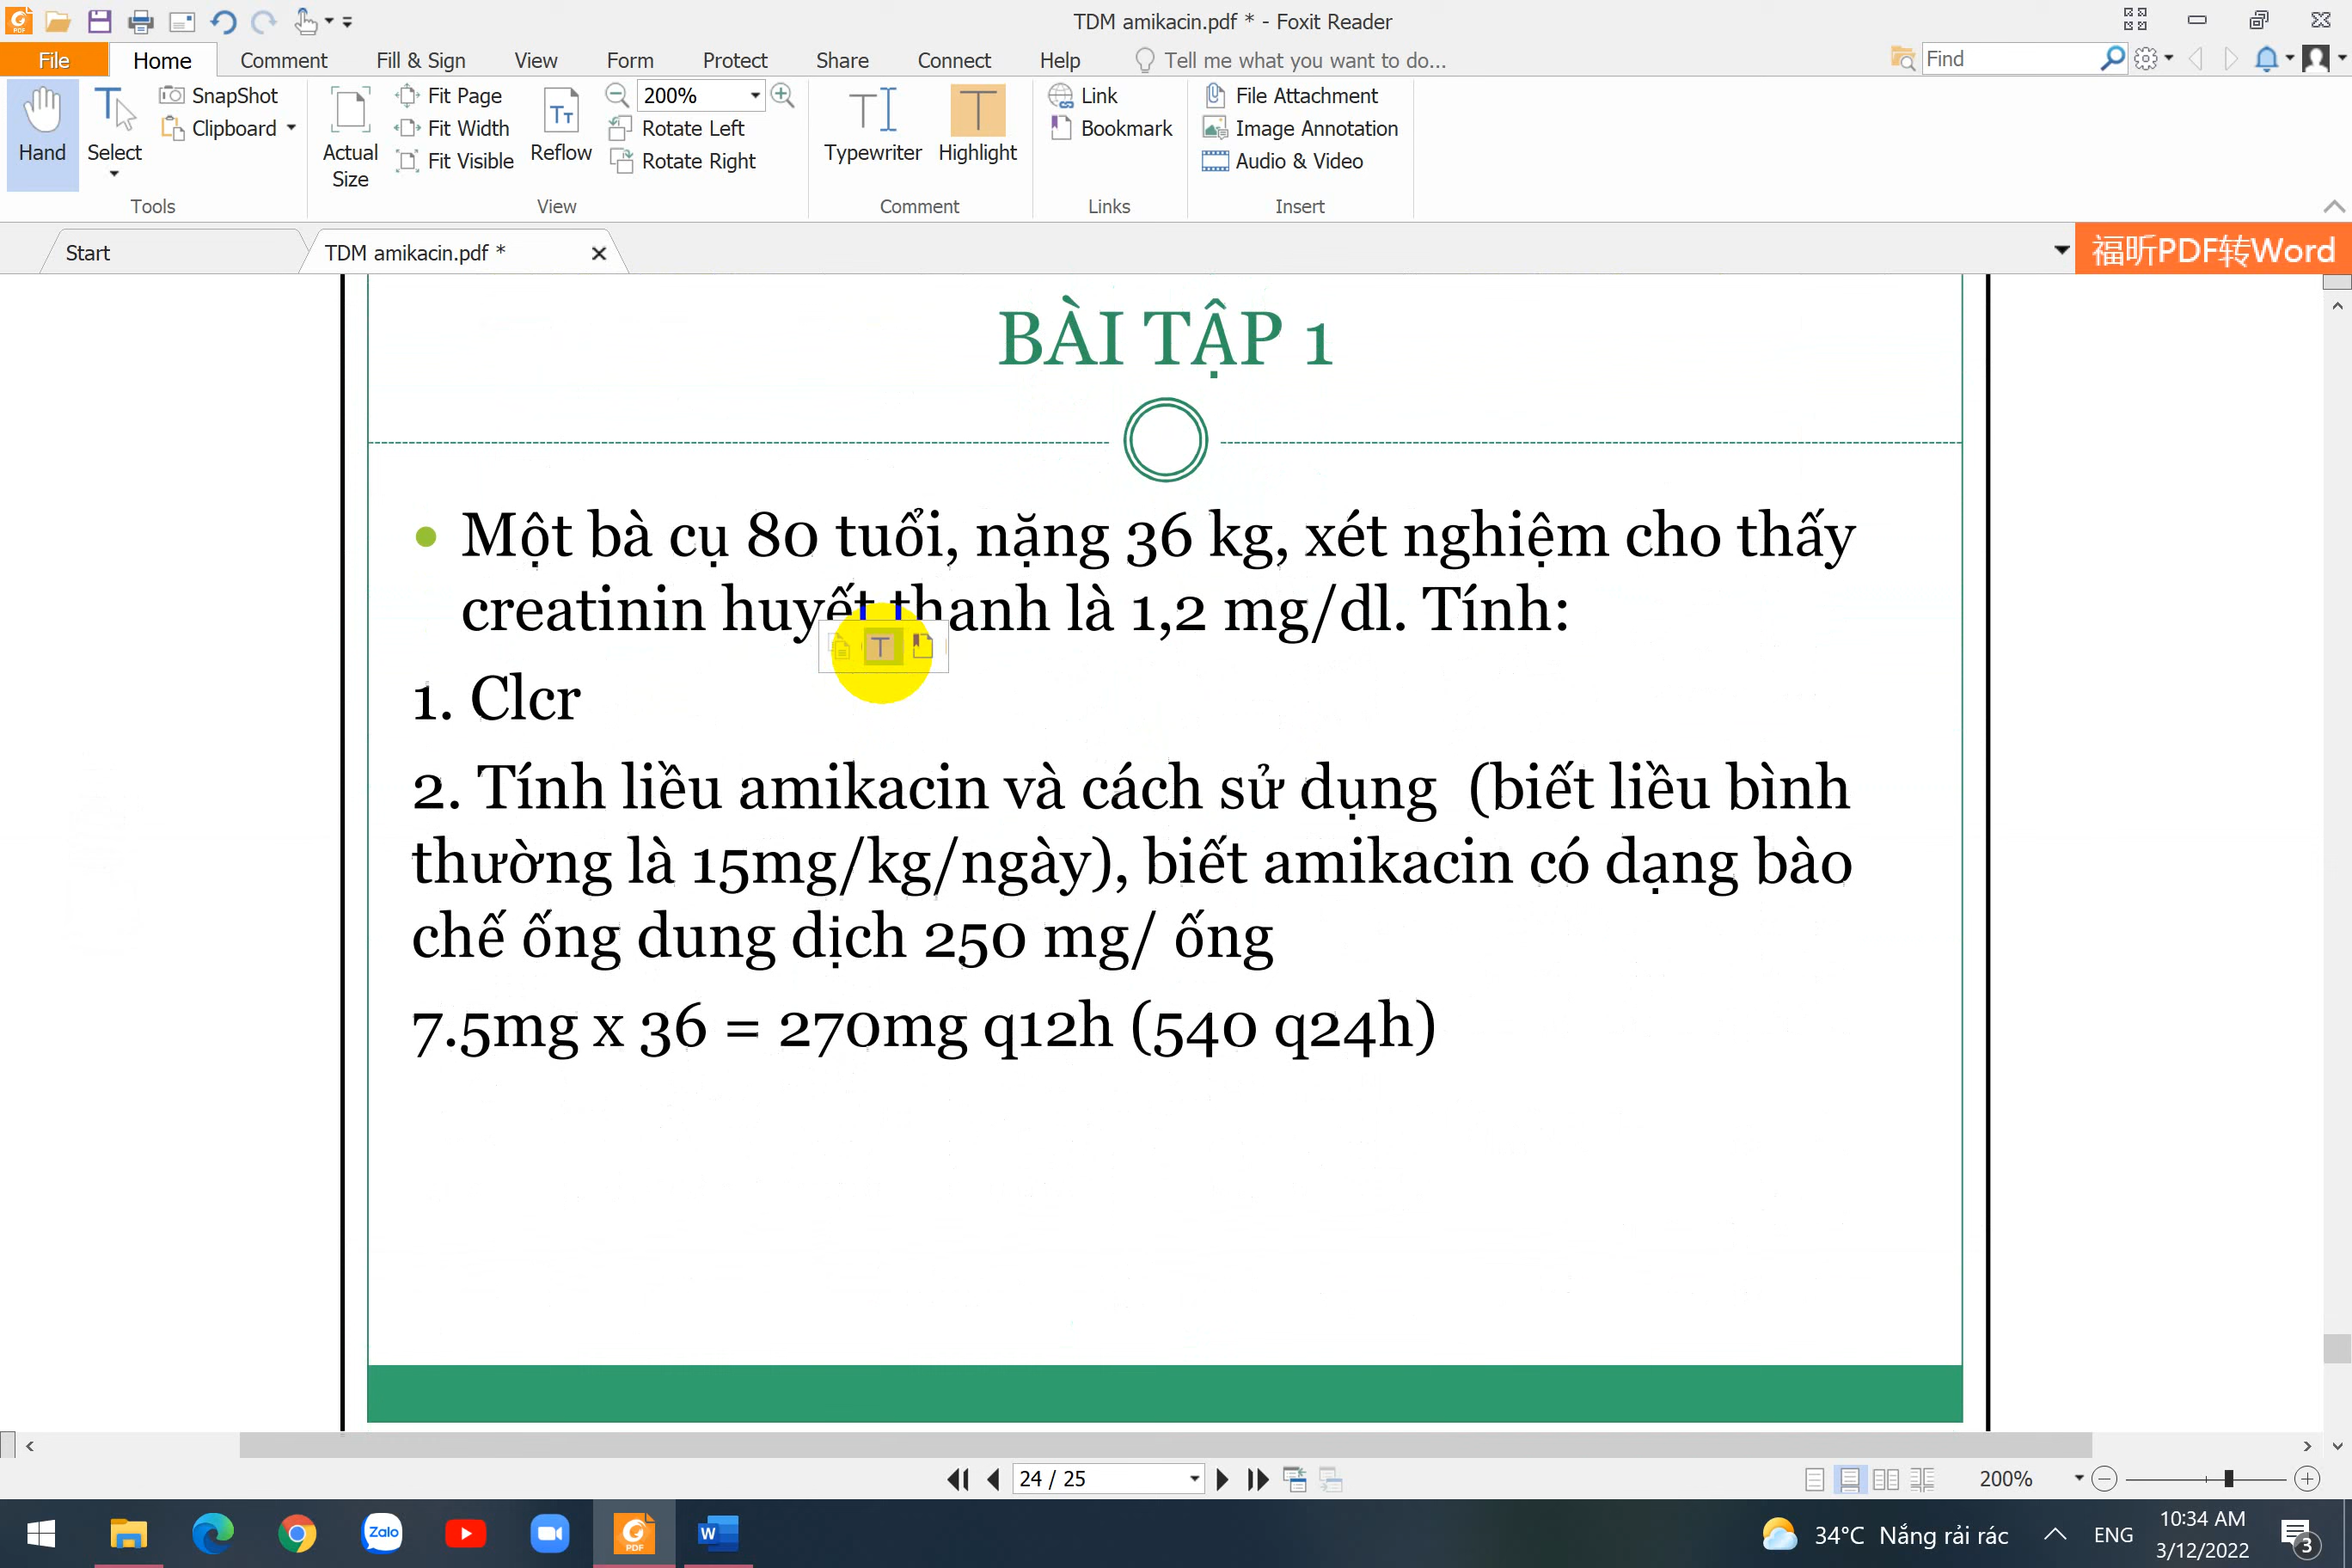 TDM amikacin.pdf * - Foxit Reader
File Home Comment Fill & Sign View Form Protect Share Connect Help Tell me what you want to do... Find
Hand
Select
SnapShot
Clipboard
Tools
Actual Size
Fit Page
Fit Width
Fit Visible
Reflow
200%
Rotate Left
Rotate Right
View
Typewriter
Highlight
Comment
Link
Bookmark
Links
File Attachment
Image Annotation
Audio & Video
Insert
Start
TDM amikacin.pdf *
福昕PDF转Word
BÀI TẬP 1
Một bà cụ 80 tuổi, nặng 36 kg, xét nghiệm cho thấy
creatinin huyết thanh là 1,2 mg/dl. Tính:
1. Clcr
2. Tính liều amikacin và cách sử dụng (biết liều bình
thường là 15mg/kg/ngày), biết amikacin có dạng bào
chế ống dung dịch 250 mg/ ống
7.5mg x 36 = 270mg q12h (540 q24h)
24 / 25
200%
Zalo
PDF
W
34°C Nắng rải rác
ENG
10:34 AM
3/12/2022
3